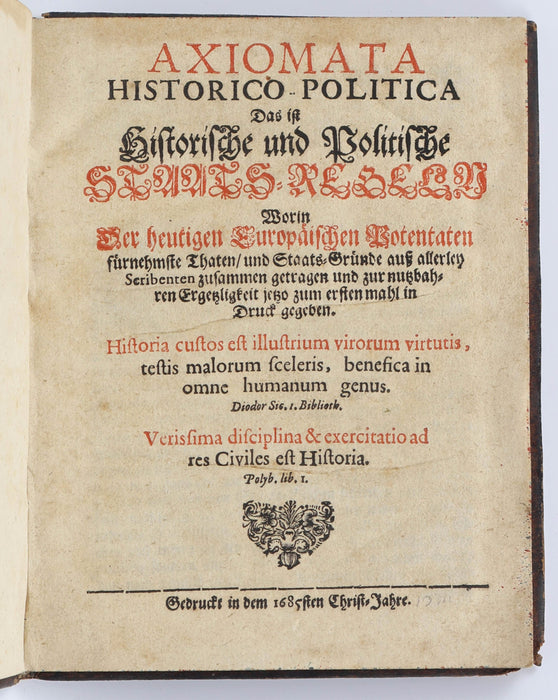 AXIOMATA
HISTORICO-POLITICA
Das ist
Historische und Politische
STAATS-REGELN
Worin
Der heutigen Europäischen Potentaten
fürnehmste Thaten/ und Staats-Gründe auß allerley
Scribenten zusammen getragen und zur nutzbah-
ren Ergetzligkeit jetzo zum ersten mahl in
Druck gegeben.
Hiſtoria cuſtos eſt illuſtrium virorum virtutis,
teſtis malorum ſceleris, benefica in
omne humanum genus.
Diodor Sic. 1. Biblioth.
Verisſima diſciplina & exercitatio ad
res Civiles eſt Hiſtoria.
Polyb. lib. 1.
Gedruckt in dem 1685sten Christ-Jahre.